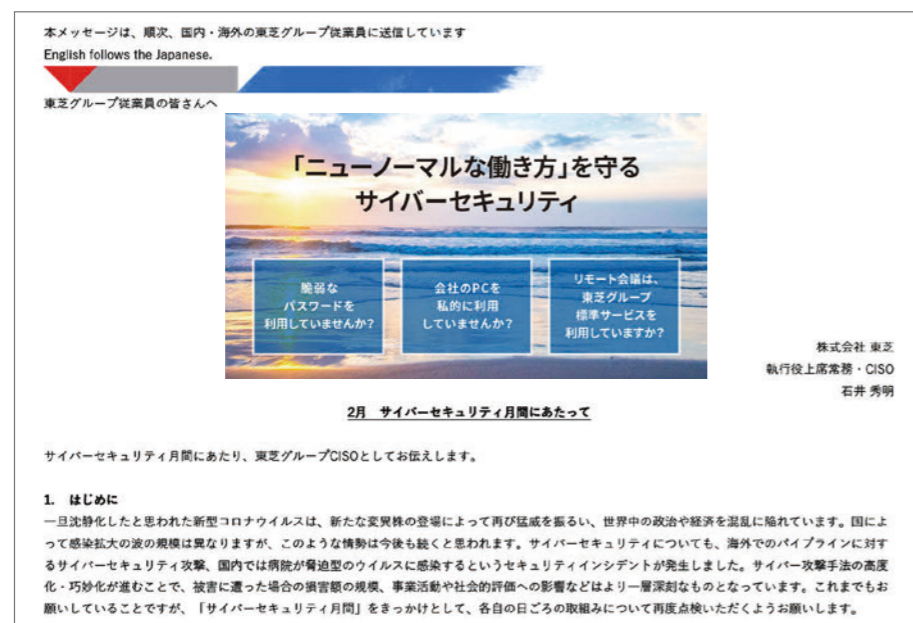 本メッセージは、順次、国内・海外の東芝グループ従業員に送信しています
English follows the Japanese.
東芝グループ従業員の皆さんへ
「ニューノーマルな働き方」を守る
サイバーセキュリティ
脆弱な
パスワードを
利用していませんか？
会社のPCを
私的に利用
していませんか？
リモート会議は、
東芝グループ
標準サービスを
利用していますか？
株式会社 東芝
執行役上席常務・CISO
石井 秀明
2月 サイバーセキュリティ月間にあたって
サイバーセキュリティ月間にあたり、東芝グループCISOとしてお伝えします。
1. はじめに
一旦沈静化したと思われた新型コロナウイルスは、新たな変異株の登場によって再び猛威を振るい、世界中の政治や経済を混乱に陥れています。国によ
って感染拡大の波の規模は異なりますが、このような情勢は今後も続くと思われます。サイバーセキュリティについても、海外でのパイプラインに対す
るサイバーセキュリティ攻撃、国内では病院が脅迫型のウイルスに感染するというセキュリティインシデントが発生しました。サイバー攻撃手法の高度
化・巧妙化が進むことで、被害に遭った場合の損害額の規模、事業活動や社会的評価への影響などはより一層深刻なものとなっています。これまでもお
願いしていることですが、「サイバーセキュリティ月間」をきっかけとして、各自の日ごろの取組みについて再度点検いただくようお願いします。